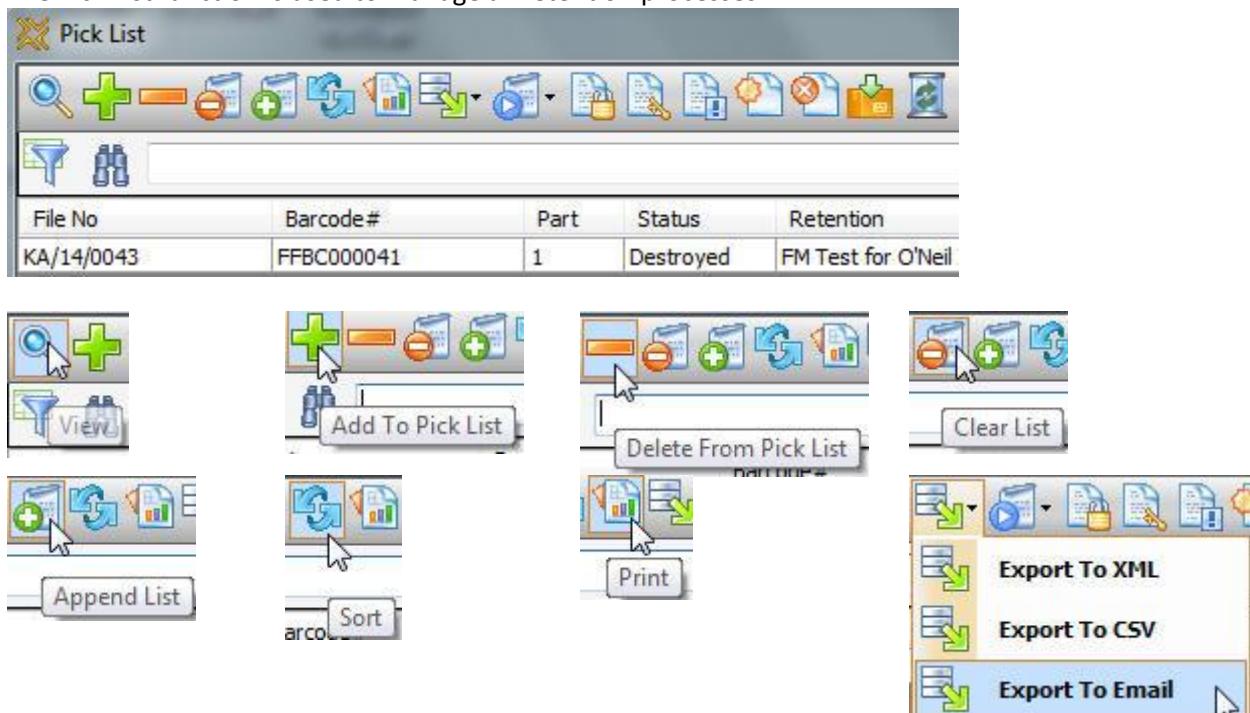 Pick List
File No Barcode# Part Status Retention
KA/14/0043 FFBC000041 1 Destroyed FM Test for O'Neil
View
Add To Pick List
Delete From Pick List
Clear List
Append List
Sort
Print
Export To XML
Export To CSV
Export To Email